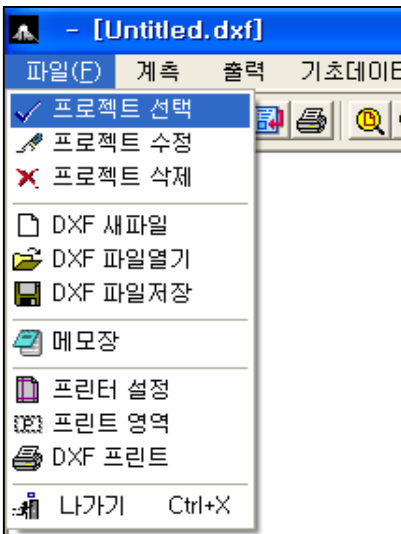 - [Untitled.dxf]
파일(F) 계측 출력 기초데이터
프로젝트 선택
프로젝트 수정
프로젝트 삭제
DXF 새파일
DXF 파일열기
DXF 파일저장
메모장
프린터 설정
프린트 영역
DXF 프린트
나가기 Ctrl+X